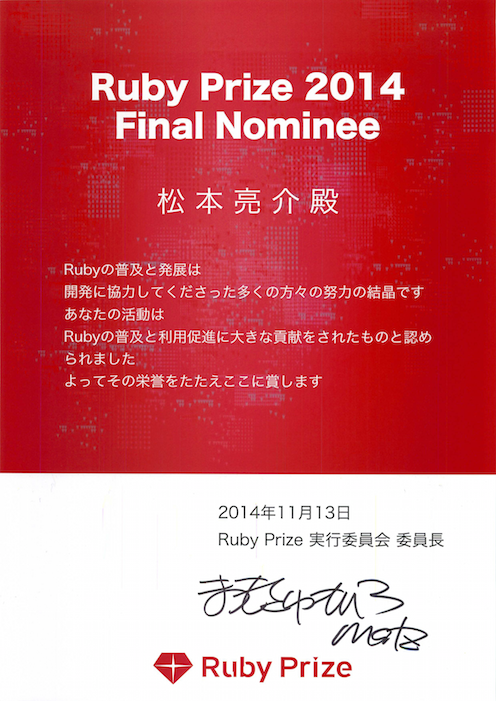 Ruby Prize 2014
Final Nominee
松本亮介殿
Rubyの普及と発展は
開発に協力してくださった多くの方々の努力の結晶です
あなたの活動は
Rubyの普及と利用促進に大きな貢献をされたものと認め
られました
よってその栄誉をたたえここに賞します
2014年11月13日
Ruby Prize 実行委員会 委員長
まつもとゆきひろ
matz
Ruby Prize